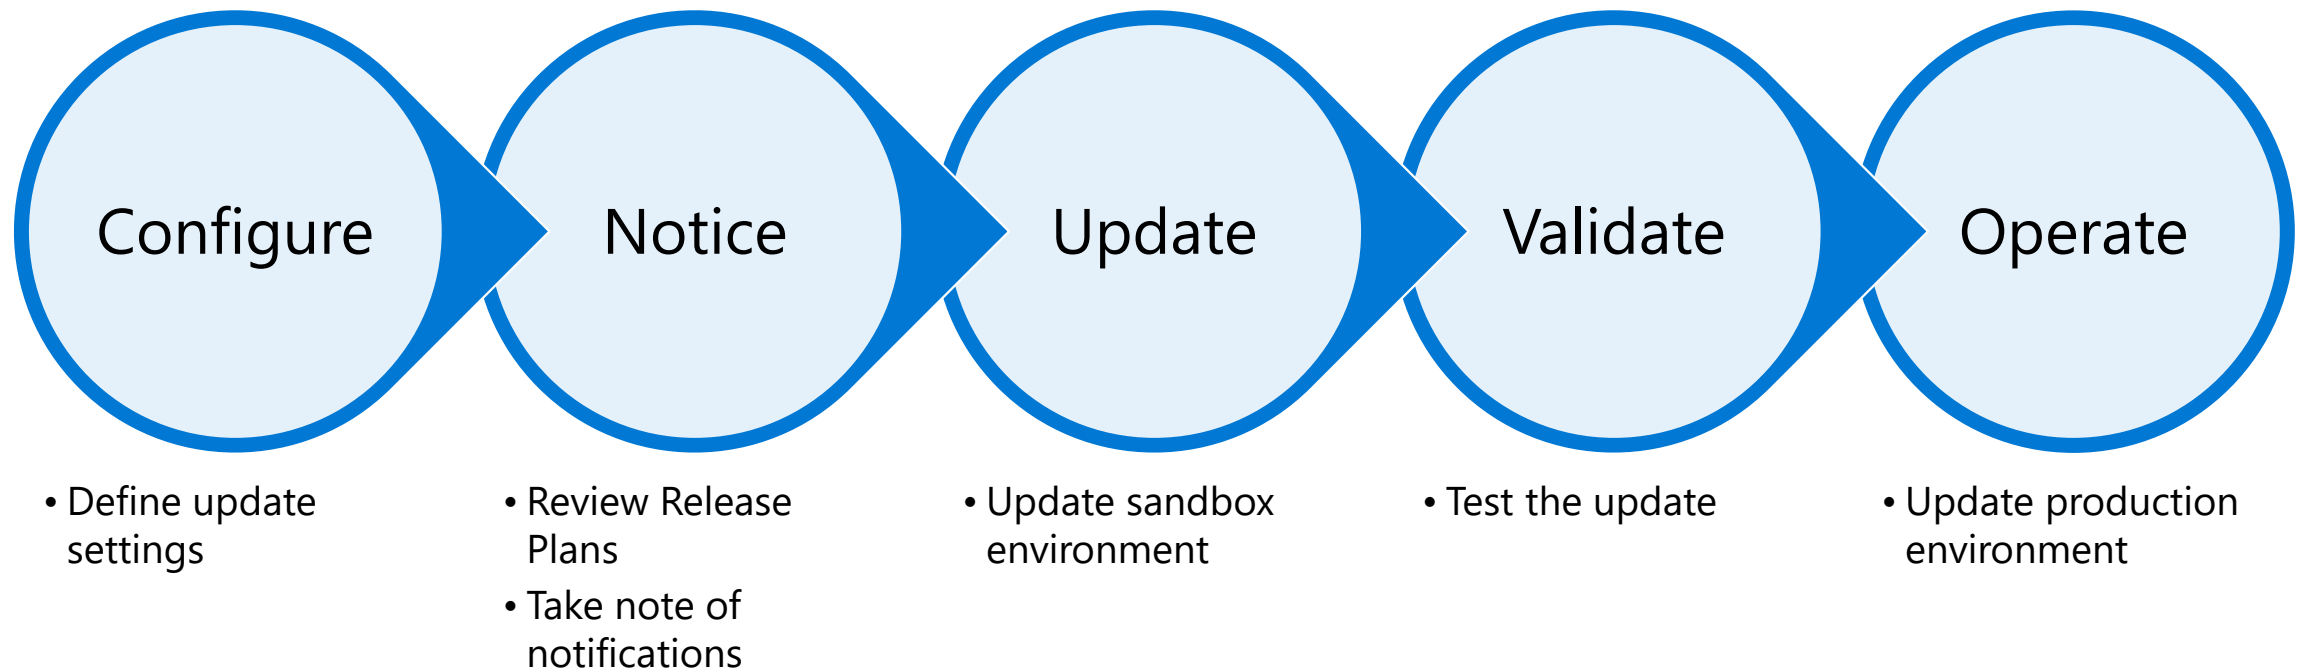 Configure
Notice
Update
Validate
Operate
• Define update
settings
• Review Release
Plans
• Take note of
notifications
• Update sandbox
environment
• Test the update
• Update production
environment